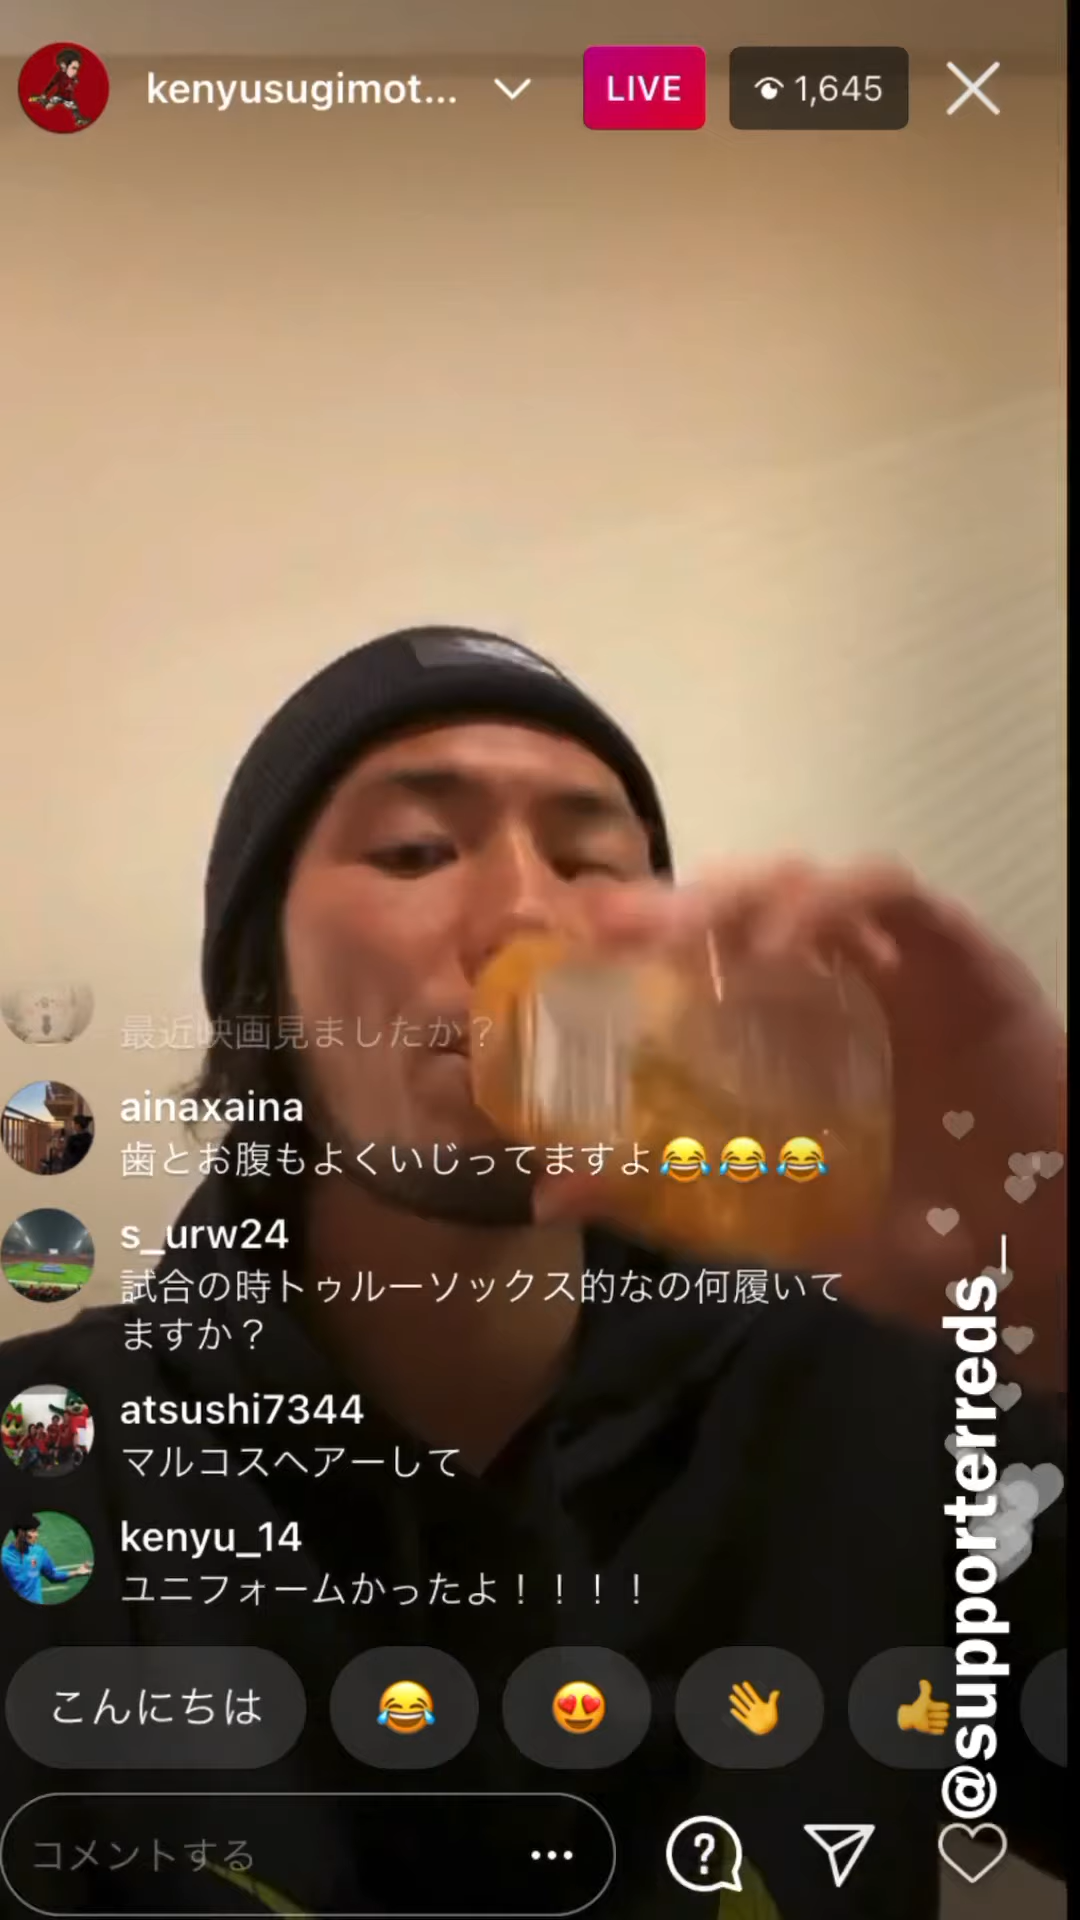 kenyusugimot...
LIVE
1,645
最近映画見ましたか？
ainaxaina
歯とお腹もよくいじってますよ😂😂😂
s_urw24
試合の時トゥルーソックス的なの何履いて
ますか？
atsushi7344
マルコスヘアーして
kenyu_14
ユニフォームかったよ！！！！
こんにちは
コメントする
@supporterreds_